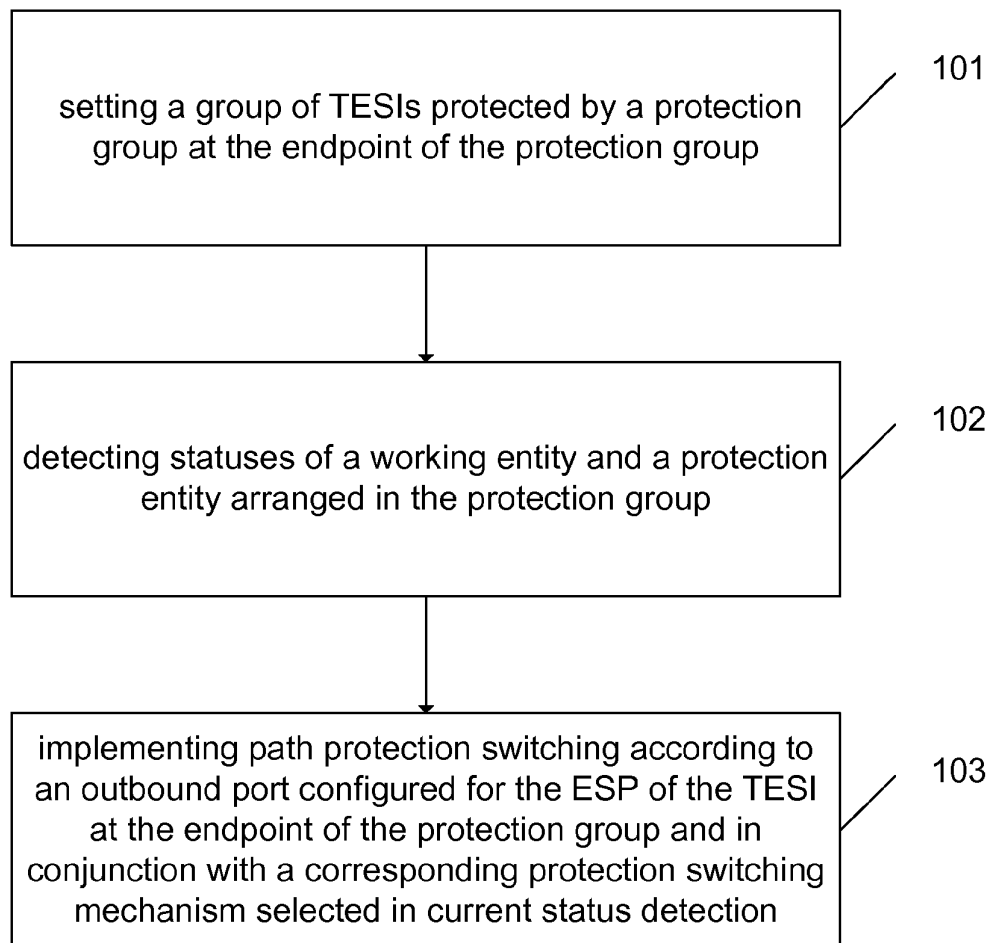 setting a group of TESIs protected by a protection
group at the endpoint of the protection group
101
detecting statuses of a working entity and a protection
entity arranged in the protection group
102
implementing path protection switching according to
an outbound port configured for the ESP of the TESI
at the endpoint of the protection group and in
conjunction with a corresponding protection switching
mechanism selected in current status detection
103